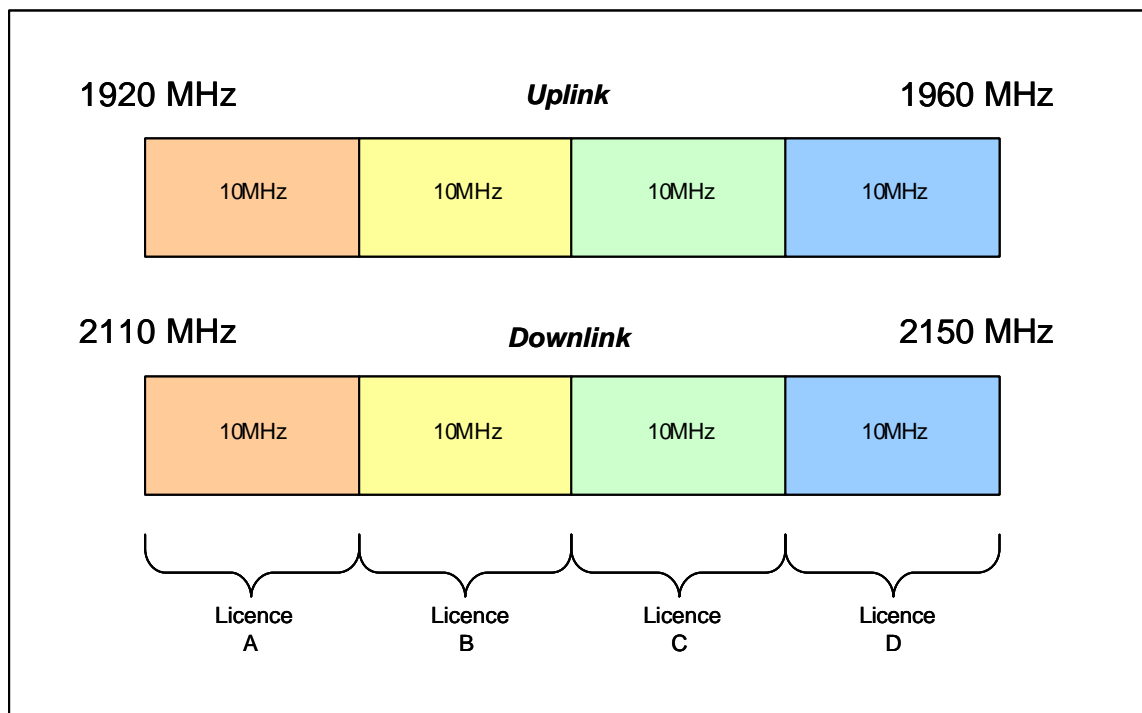 1920 MHz Uplink 1960 MHz
10MHz 10MHz 10MHz 10MHz
2110 MHz Downlink 2150 MHz
10MHz 10MHz 10MHz 10MHz
Licence Licence Licence Licence
A B C D